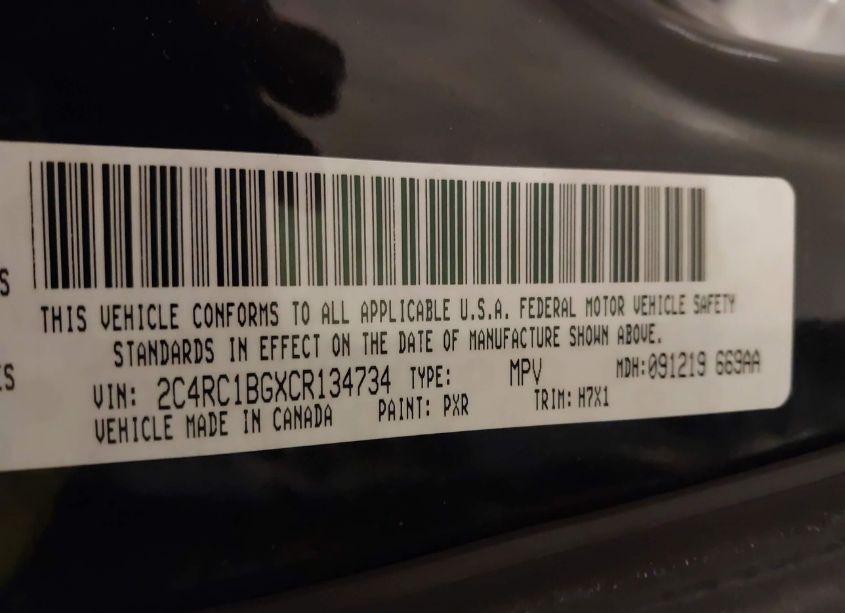 S
THIS VEHICLE CONFORMS TO ALL APPLICABLE U.S.A. FEDERAL MOTOR VEHICLE SAFETY
STANDARDS IN EFFECT ON THE DATE OF MANUFACTURE SHOWN ABOVE.
ES
VIN: 2C4RC1BGXCR134734 TYPE: MPV MDH:091219 669AA
VEHICLE MADE IN CANADA PAINT: PXR TRIM: H7X1